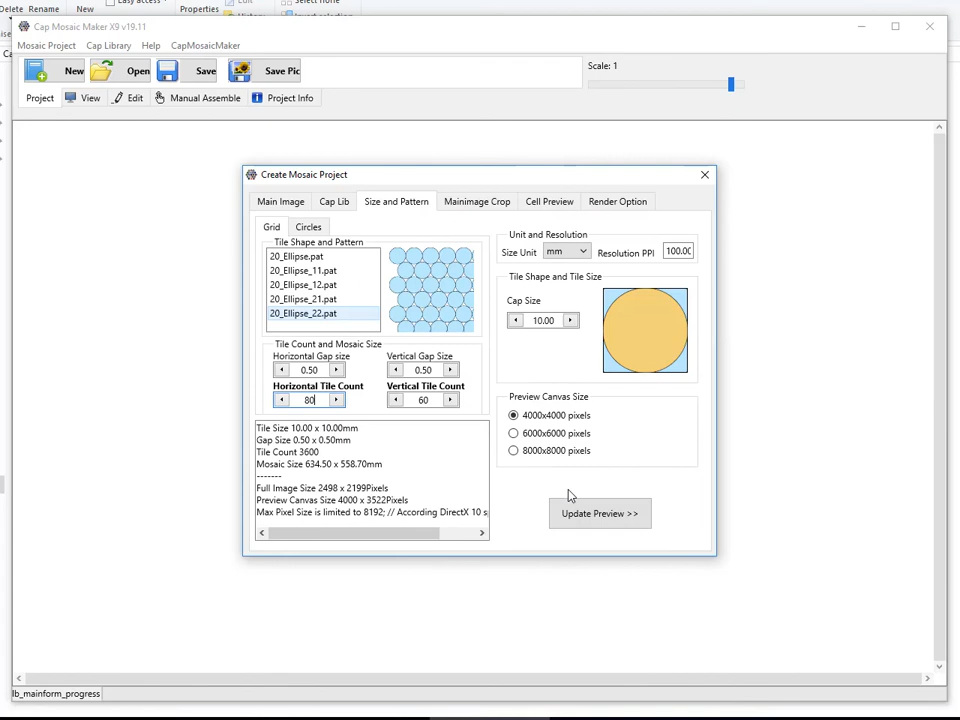 Delete
Rename
New
Easy access
Properties
Cap Mosaic Maker X9 v19.11
Mosaic Project
Cap Library
Help
CapMosaicMaker
New
Open
Save
Save Pic
Scale: 1
Project
View
Edit
Manual Assemble
Project Info
Create Mosaic Project
Main Image
Cap Lib
Size and Pattern
Mainimage Crop
Cell Preview
Render Option
Grid
Circles
Tile Shape and Pattern
20_Ellipse.pat
20_Ellipse_11.pat
20_Ellipse_12.pat
20_Ellipse_21.pat
20_Ellipse_22.pat
Tile Count and Mosaic Size
Horizontal Gap size
Vertical Gap Size
0.50
0.50
Horizontal Tile Count
Vertical Tile Count
80
60
Tile Size 10.00 x 10.00mm
Gap Size 0.50 x 0.50mm
Tile Count 3600
Mosaic Size 634.50 x 558.70mm
-------
Full Image Size 2498 x 2199Pixels
Preview Canvas Size 4000 x 3522Pixels
Max Pixel Size is limited to 8192; // According DirectX 10 s
Unit and Resolution
Size Unit
mm
Resolution PPI
100.00
Tile Shape and Tile Size
Cap Size
10.00
Preview Canvas Size
4000x4000 pixels
6000x6000 pixels
8000x8000 pixels
Update Preview >>
lb_mainform_progress